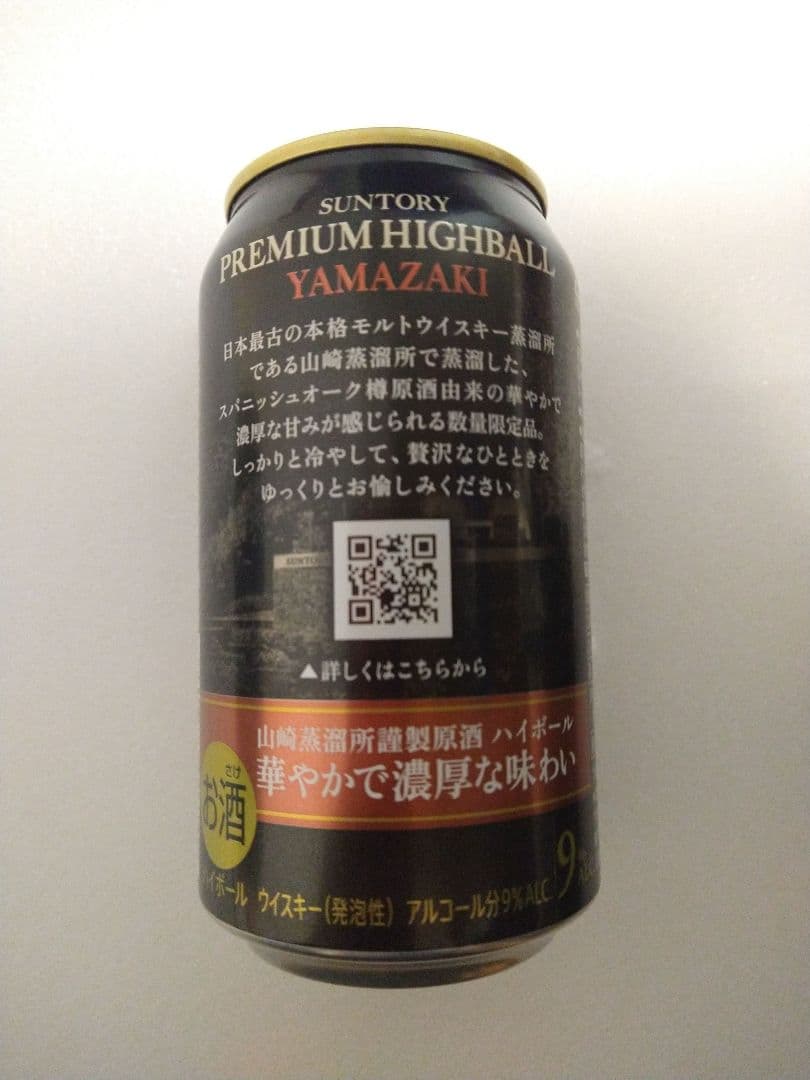 SUNTORY
PREMIUM HIGHBALL
YAMAZAKI
日本最古の本格モルトウイスキー蒸溜所
である山崎蒸溜所で蒸溜した、
スパニッシュオーク樽原酒由来の華やかで
濃厚な甘みが感じられる数量限定品。
しっかりと冷やして、贅沢なひとときを
ゆっくりとお愉しみください。
SUNTO
▲詳しくはこちらから
山崎蒸溜所謹製原酒 ハイボール
華やかで濃厚な味わい
さけ
お酒
ハイボール ウイスキー(発泡性) アルコール分9%ALC.
9%